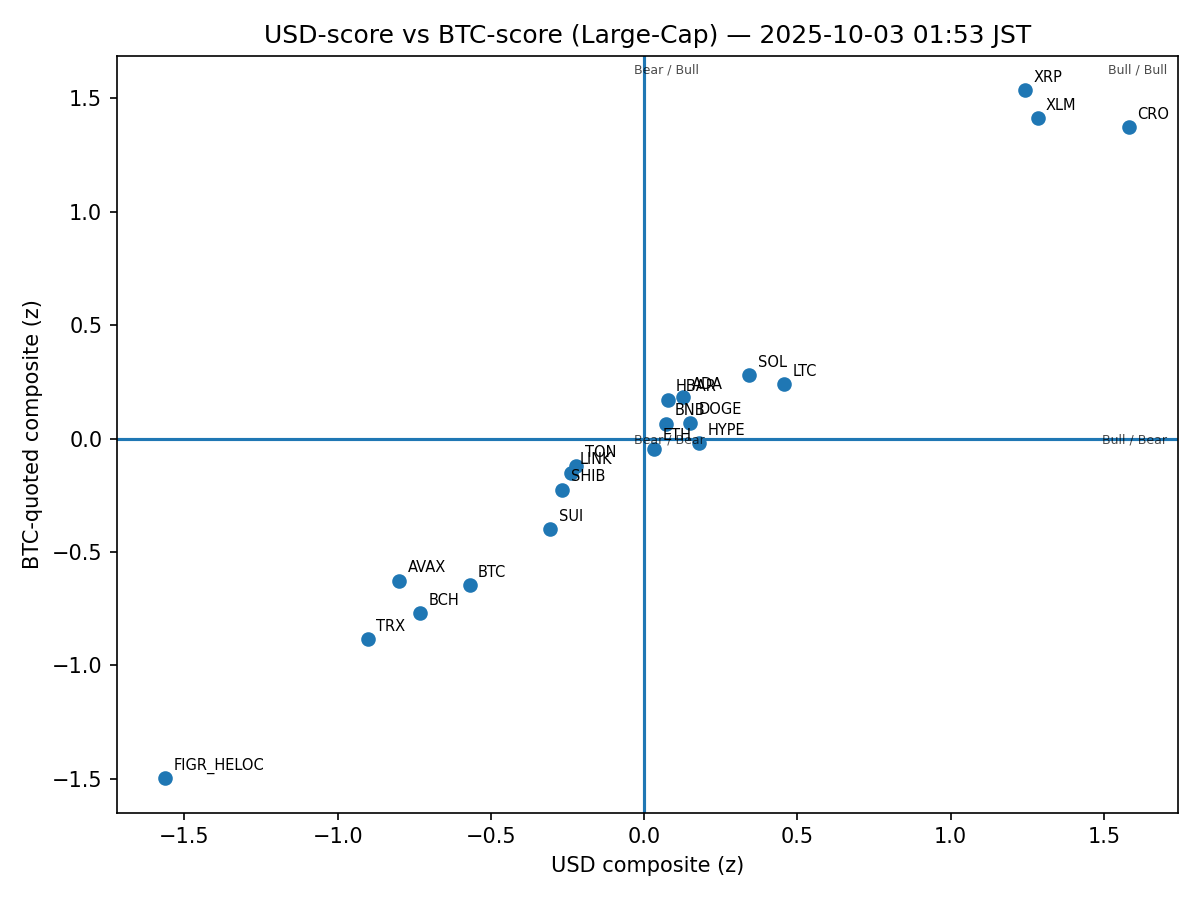 USD-score vs BTC-score (Large-Cap) — 2025-10-03 01:53 JST
Bear / Bull
Bull / Bull
XRP
XLM
CRO
SOL
LTC
HBAR
ADA
BNB
DOGE
ETH
HYPE
Bear / Bear
Bull / Bear
TON
LINK
SHIB
SUI
AVAX
BTC
BCH
TRX
FIGR_HELOC
1.5
1.0
0.5
0.0
−0.5
−1.0
−1.5
BTC-quoted composite (z)
−1.5
−1.0
−0.5
0.0
0.5
1.0
1.5
USD composite (z)